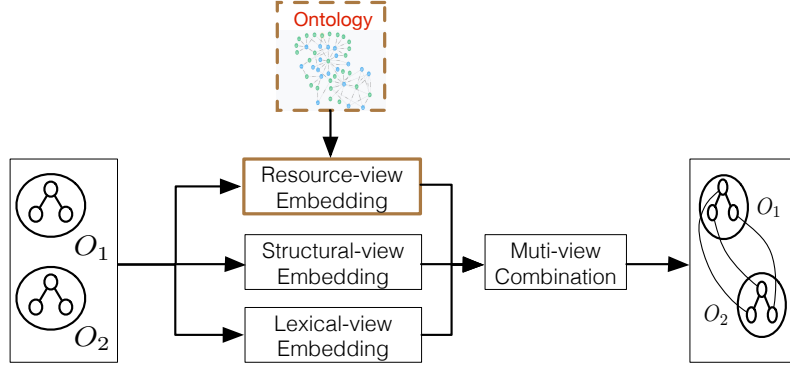 Ontology
Resource-view
Embedding
O1
O2
Structural-view
Embedding
Lexical-view
Embedding
Muti-view
Combination
O1
O2